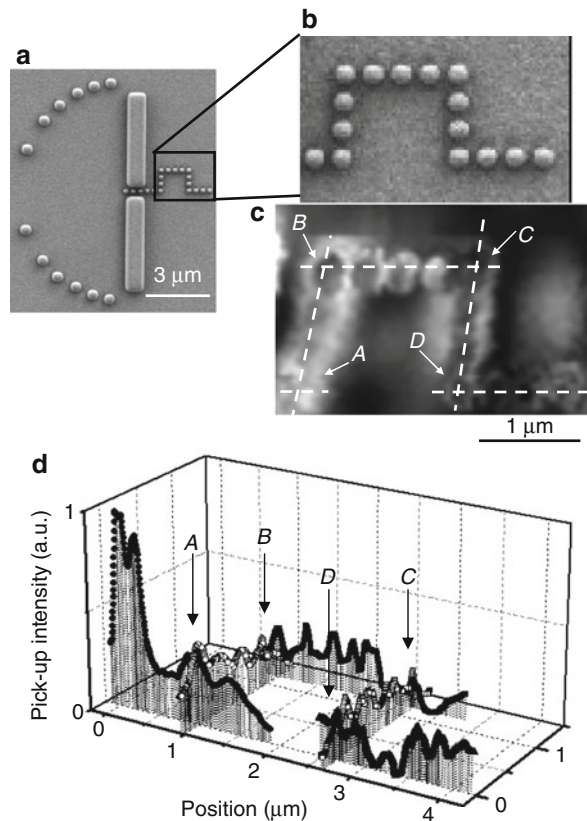 a
b
3 μm
c
B
C
A
D
1 μm
d
Pick-up intensity (a.u.)
1
0
A
B
D
C
0
1
2
3
4
0
1
Position (μm)